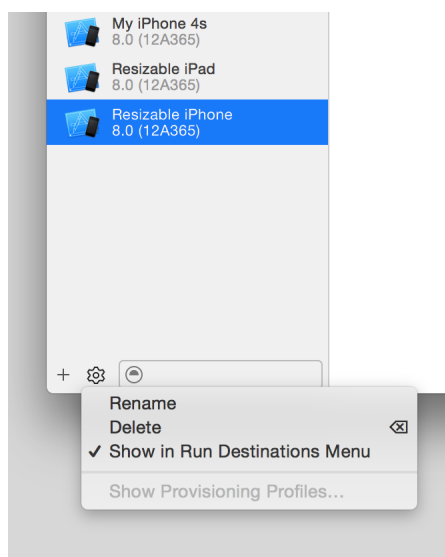 My iPhone 4s
8.0 (12A365)
Resizable iPad
8.0 (12A365)
Resizable iPhone
8.0 (12A365)
Rename
Delete
Show in Run Destinations Menu
Show Provisioning Profiles...